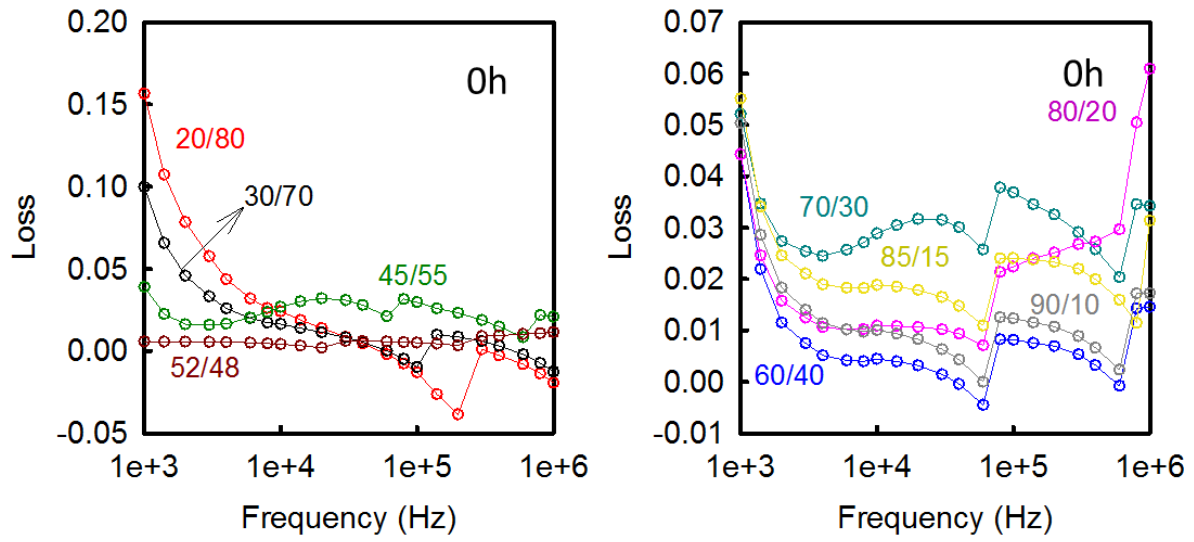 0.20
0h
0.15
20/80
0.10
30/70
Loss
0.05
45/55
0.00
52/48
-0.05
1e+3
1e+4
1e+5
1e+6
Frequency (Hz)
0.07
0h
0.06
80/20
0.05
0.04
70/30
Loss
0.03
85/15
0.02
90/10
0.01
60/40
0.00
-0.01
1e+3
1e+4
1e+5
1e+6
Frequency (Hz)